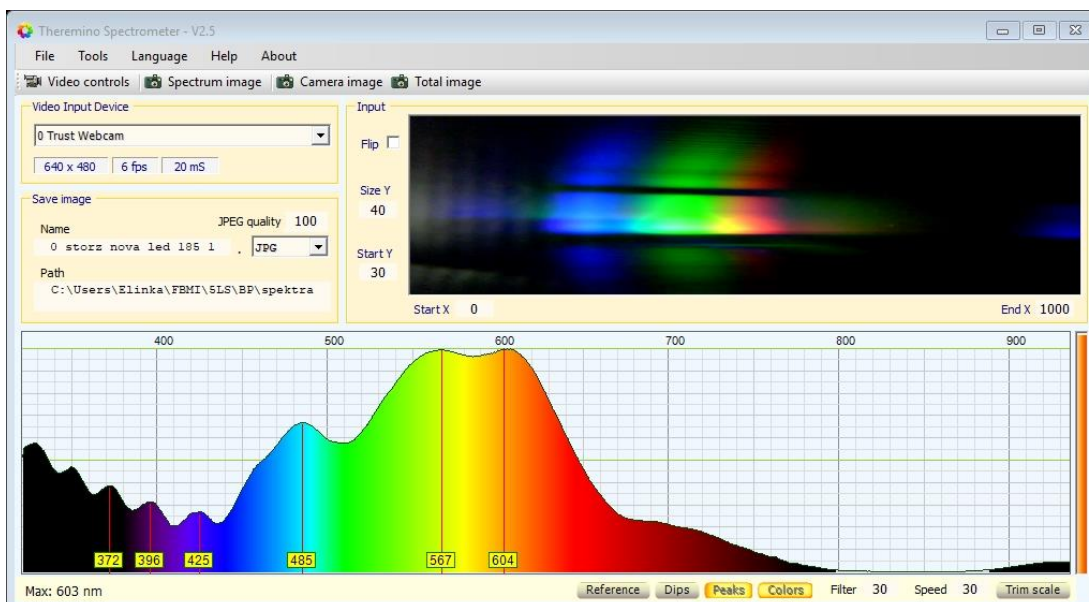 Theremino Spectrometer - V2.5
File Tools Language Help About
Video controls Spectrum image Camera image Total image
Video Input Device
0 Trust Webcam
640 x 480 6 fps 20 mS
Save image
Name JPEG quality 100
0 storz nova led 185 1 . JPG
Path
C:\Users\Elinka\FBMI\5LS\BP\spektra
Input
Flip
Size Y
40
Start Y
30
Start X 0 End X 1000
400 500 600 700 800 900
372 396 425 485 567 604
Max: 603 nm Reference Dips Peaks Colors Filter 30 Speed 30 Trim scale